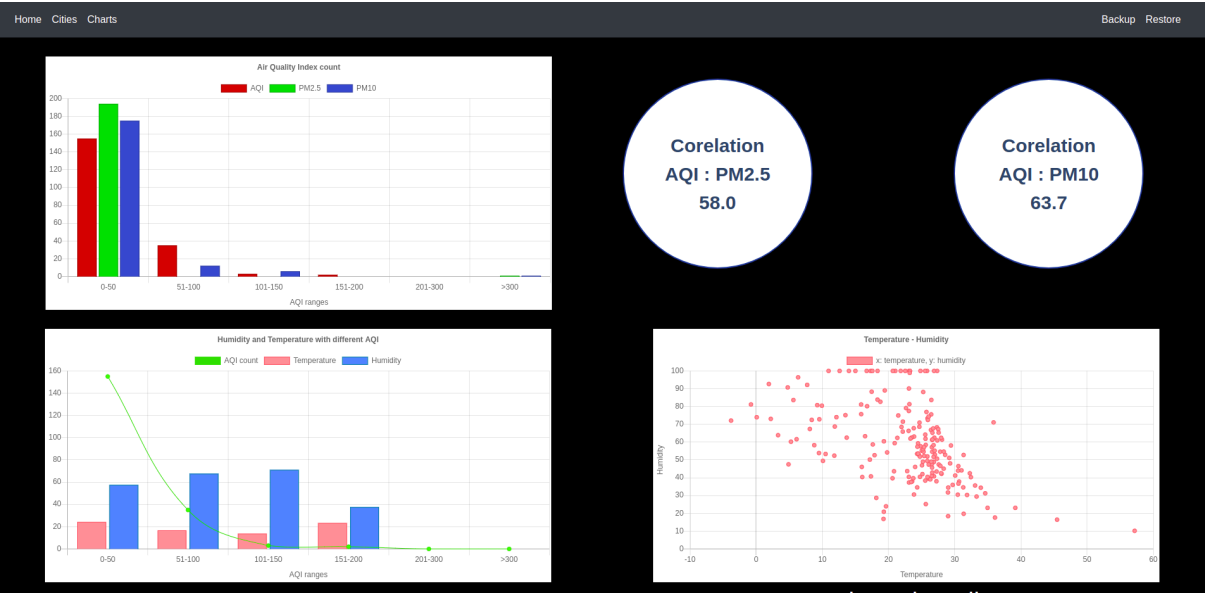 Home Cities Charts Backup Restore
Air Quality Index count
AQI PM2.5 PM10
200
180
160
140
120
100
80
60
40
20
0
0-50 51-100 101-150 151-200 201-300 >300
AQI ranges
Corelation
AQI : PM2.5
58.0
Corelation
AQI : PM10
63.7
Humidity and Temperature with different AQI
AQI count Temperature Humidity
160
140
120
100
80
60
40
20
0
0-50 51-100 101-150 151-200 201-300 >300
AQI ranges
Temperature - Humidity
x: temperature, y: humidity
Humidity
100
90
80
70
60
50
40
30
20
10
0
-10 0 10 20 30 40 50 60
Temperature